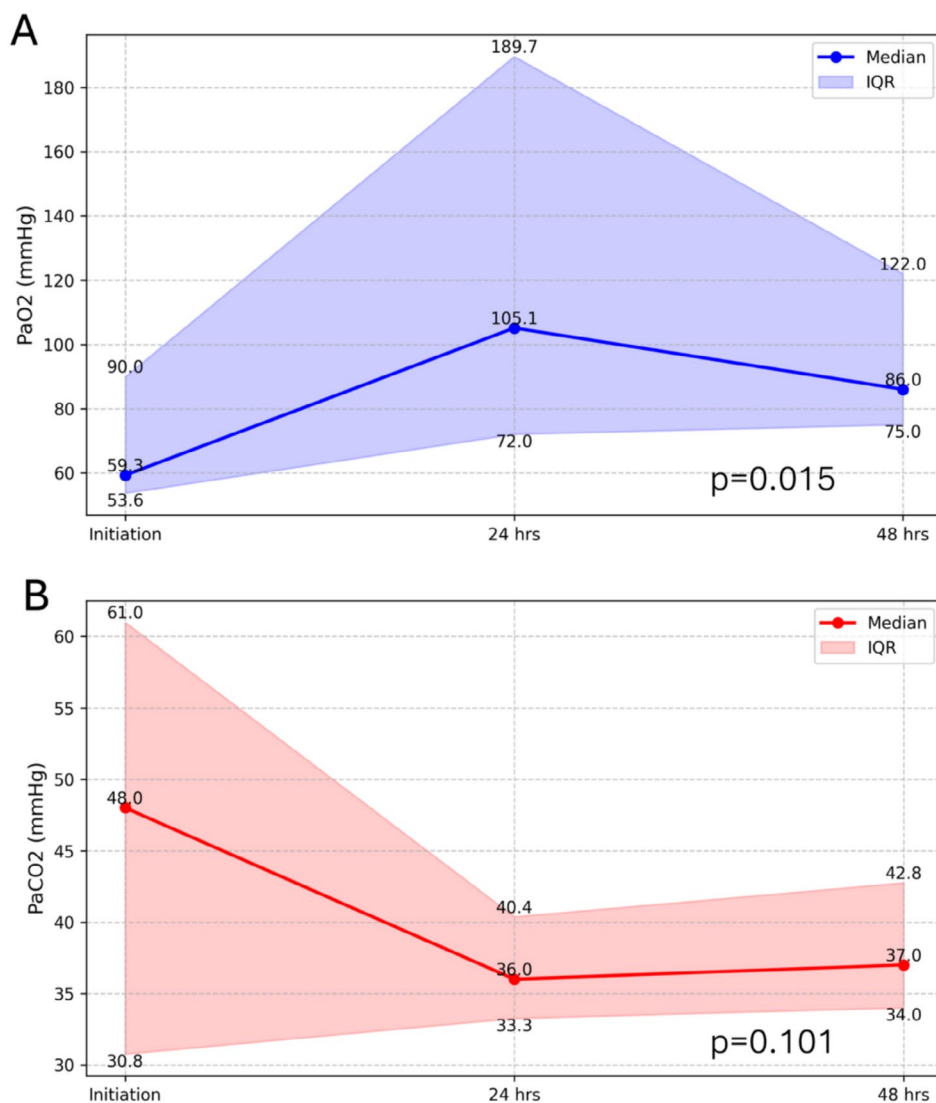 A
189.7
Median
IQR
180
160
140
120
100
80
60
PaO2 (mmHg)
90.0
59.3
53.6
105.1
72.0
122.0
86.0
75.0
p=0.015
Initiation
24 hrs
48 hrs
B
61.0
Median
IQR
60
55
50
45
40
35
30
PaCO2 (mmHg)
48.0
30.8
40.4
36.0
33.3
42.8
37.0
34.0
p=0.101
Initiation
24 hrs
48 hrs